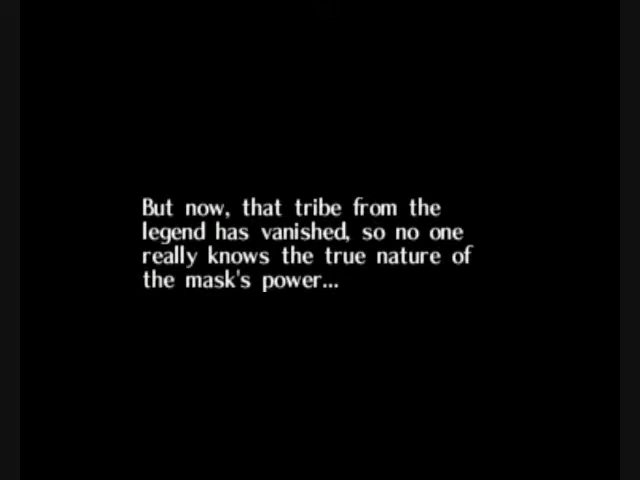 But now, that tribe from the
legend has vanished, so no one
really knows the true nature of
the mask's power...